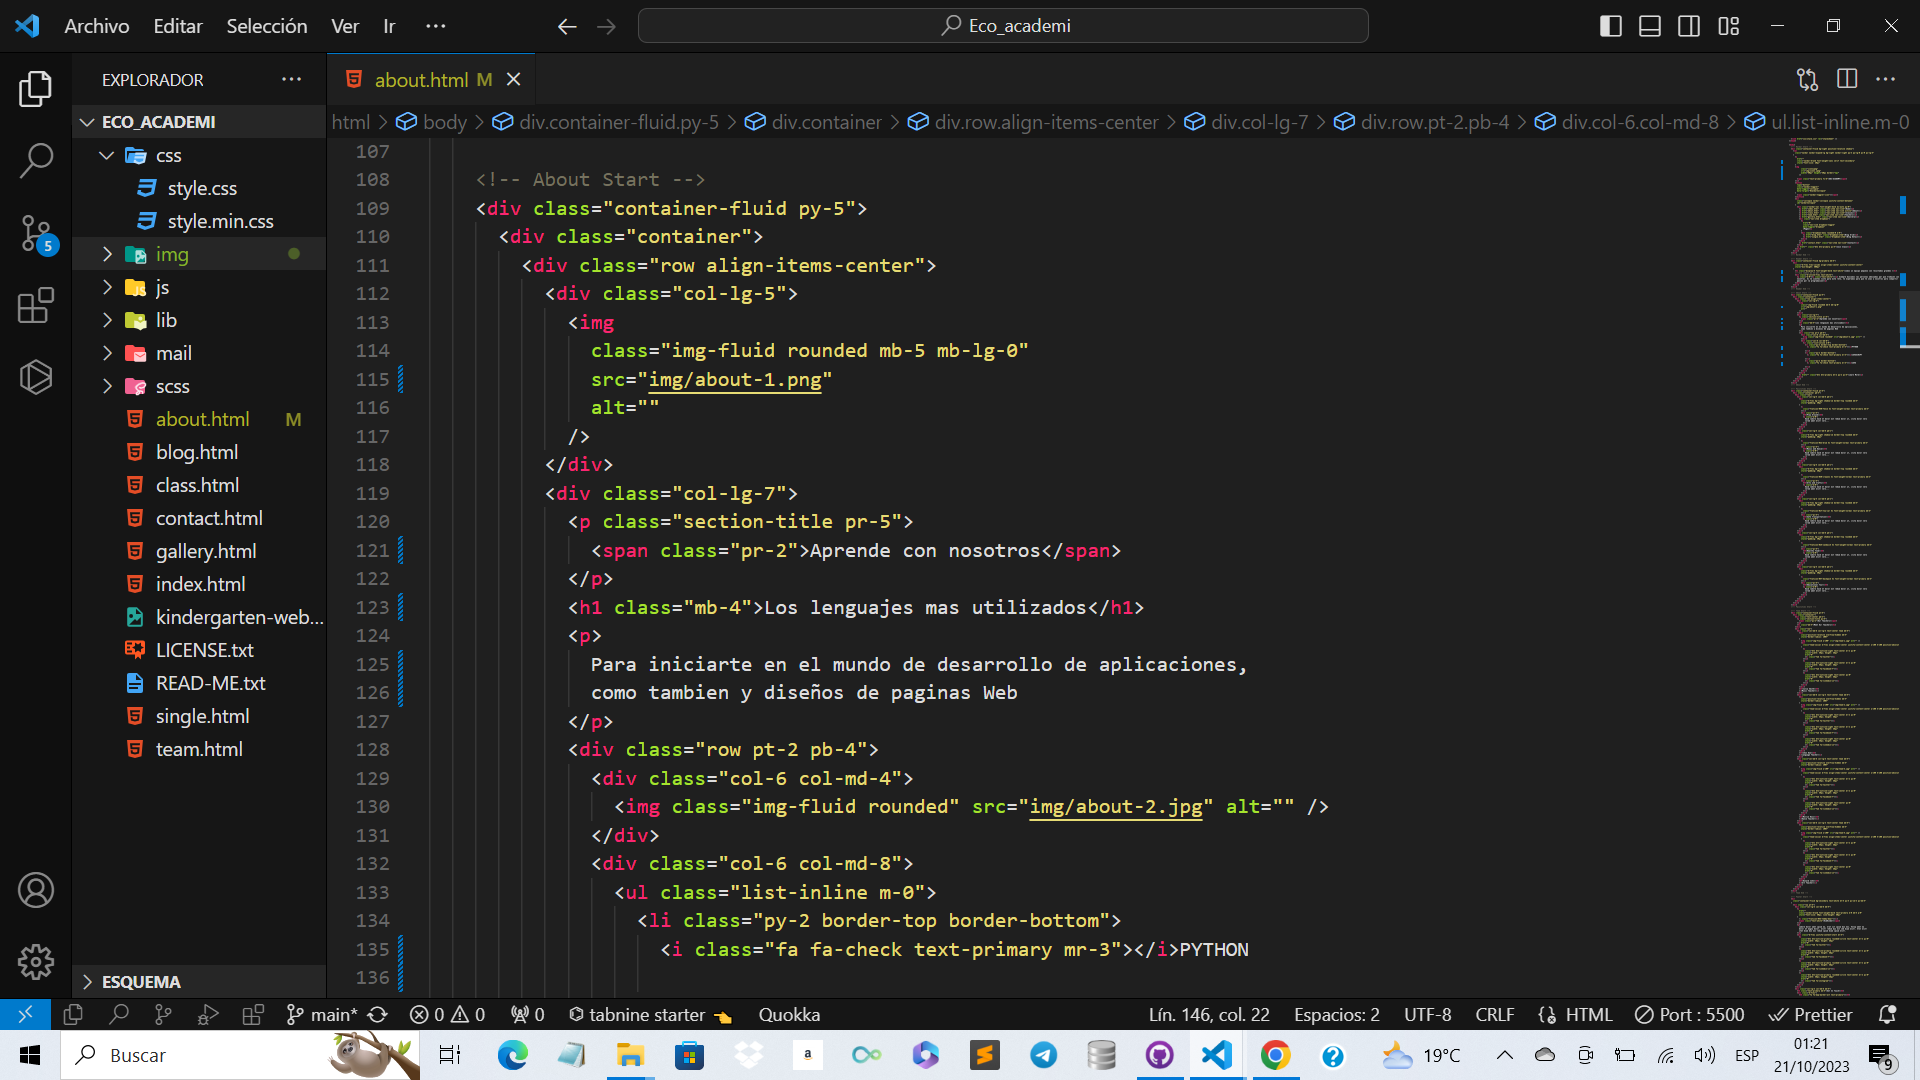 Archivo Editar Selección Ver Ir ···
Eco_academi
EXPLORADOR ···
ECO_ACADEMI
css
style.css
style.min.css
img
js
lib
mail
scss
about.html M
blog.html
class.html
contact.html
gallery.html
index.html
kindergarten-web...
LICENSE.txt
READ-ME.txt
single.html
team.html
ESQUEMA
5
about.html M
html > body > div.container-fluid.py-5 > div.container > div.row.align-items-center > div.col-lg-7 > div.row.pt-2.pb-4 > div.col-6.col-md-8 > ul.list-inline.m-0
107
108 <!-- About Start -->
109 <div class="container-fluid py-5">
110 <div class="container">
111 <div class="row align-items-center">
112 <div class="col-lg-5">
113 <img
114 class="img-fluid rounded mb-5 mb-lg-0"
115 src="img/about-1.png"
116 alt=""
117 />
118 </div>
119 <div class="col-lg-7">
120 <p class="section-title pr-5">
121 <span class="pr-2">Aprende con nosotros</span>
122 </p>
123 <h1 class="mb-4">Los lenguajes mas utilizados</h1>
124 <p>
125 Para iniciarte en el mundo de desarrollo de aplicaciones,
126 como tambien y diseños de paginas Web
127 </p>
128 <div class="row pt-2 pb-4">
129 <div class="col-6 col-md-4">
130 <img class="img-fluid rounded" src="img/about-2.jpg" alt="" />
131 </div>
132 <div class="col-6 col-md-8">
133 <ul class="list-inline m-0">
134 <li class="py-2 border-top border-bottom">
135 <i class="fa fa-check text-primary mr-3"></i>PYTHON
136
main* 0 0 0 tabnine starter Quokka Lín. 146, col. 22 Espacios: 2 UTF-8 CRLF HTML Port : 5500 Prettier
Buscar a 19°C ESP 01:21
21/10/2023 9